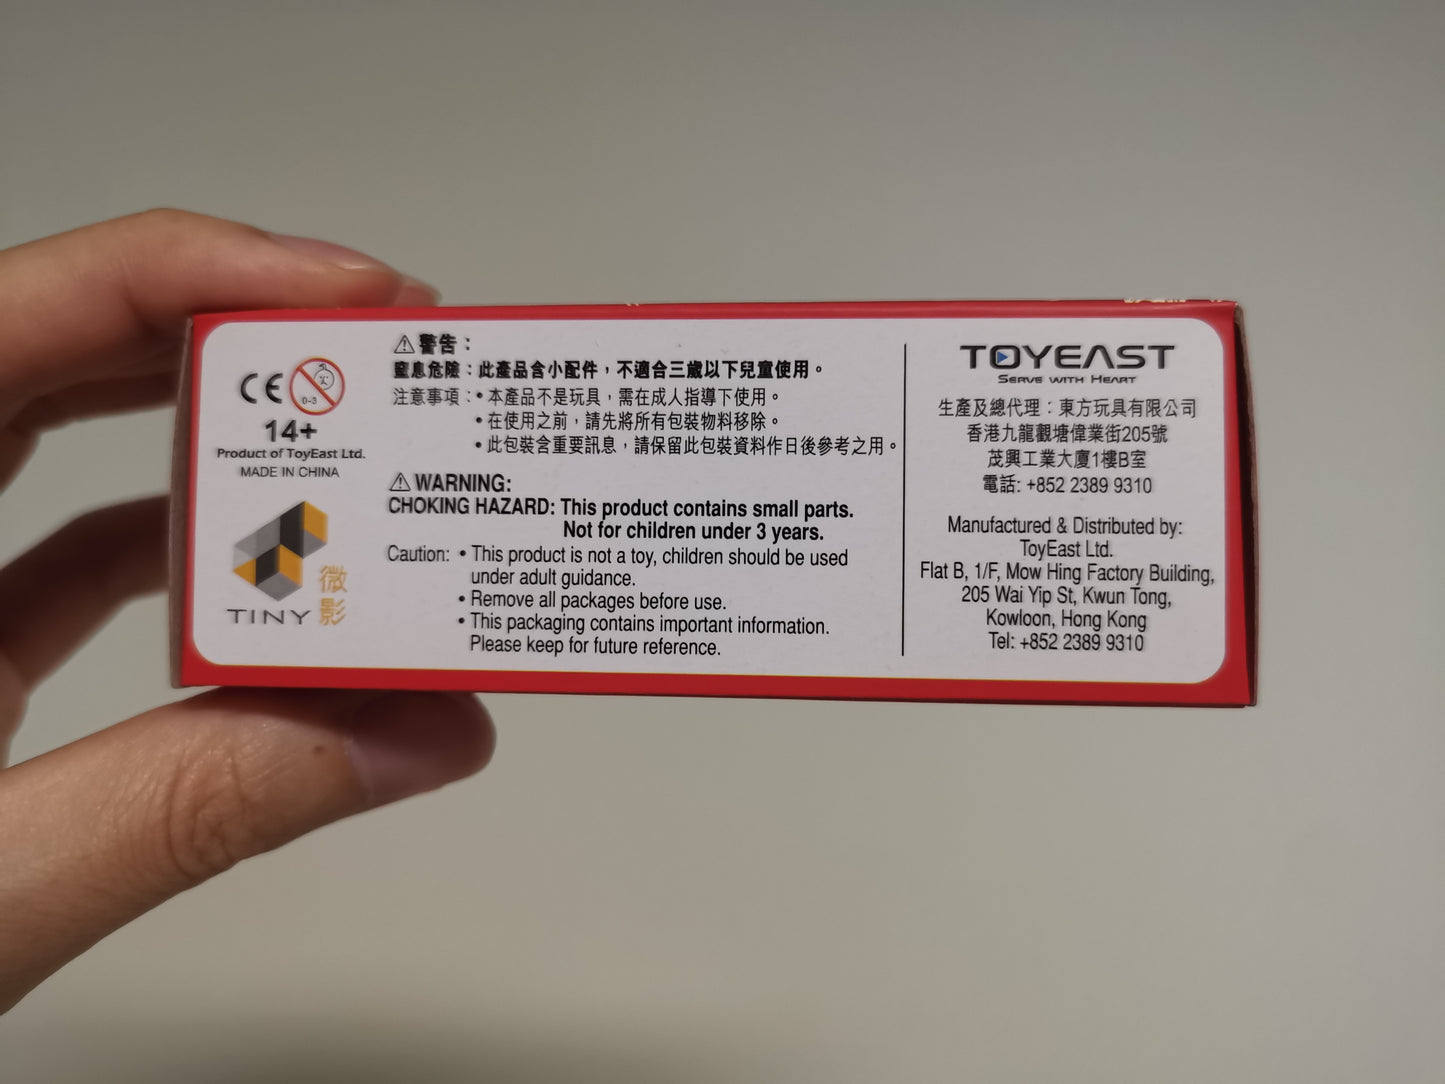 CE
0-3
14+
Product of ToyEast Ltd.
MADE IN CHINA
TINY 微影
⚠警告：
窒息危險：此產品含小配件，不適合三歲以下兒童使用。
注意事項：• 本產品不是玩具，需在成人指導下使用。
• 在使用之前，請先將所有包裝物料移除。
• 此包裝含重要訊息，請保留此包裝資料作日後參考之用。
⚠WARNING:
CHOKING HAZARD: This product contains small parts.
Not for children under 3 years.
Caution: • This product is not a toy, children should be used
under adult guidance.
• Remove all packages before use.
• This packaging contains important information.
Please keep for future reference.
TOYEAST
SERVE WITH HEART
生產及總代理：東方玩具有限公司
香港九龍觀塘偉業街205號
茂興工業大廈1樓B室
電話: +852 2389 9310
Manufactured & Distributed by:
ToyEast Ltd.
Flat B, 1/F, Mow Hing Factory Building,
205 Wai Yip St, Kwun Tong,
Kowloon, Hong Kong
Tel: +852 2389 9310